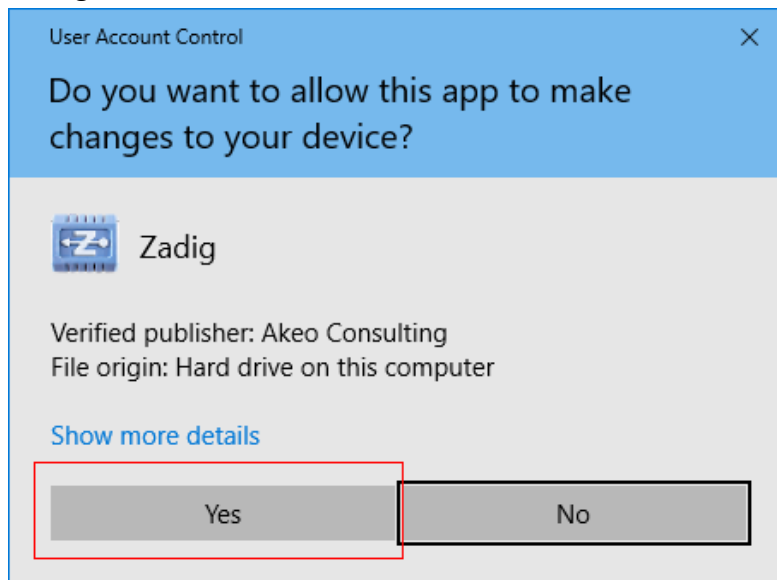 User Account Control
Do you want to allow this app to make
changes to your device?
Zadig
Verified publisher: Akeo Consulting
File origin: Hard drive on this computer
Show more details
Yes No